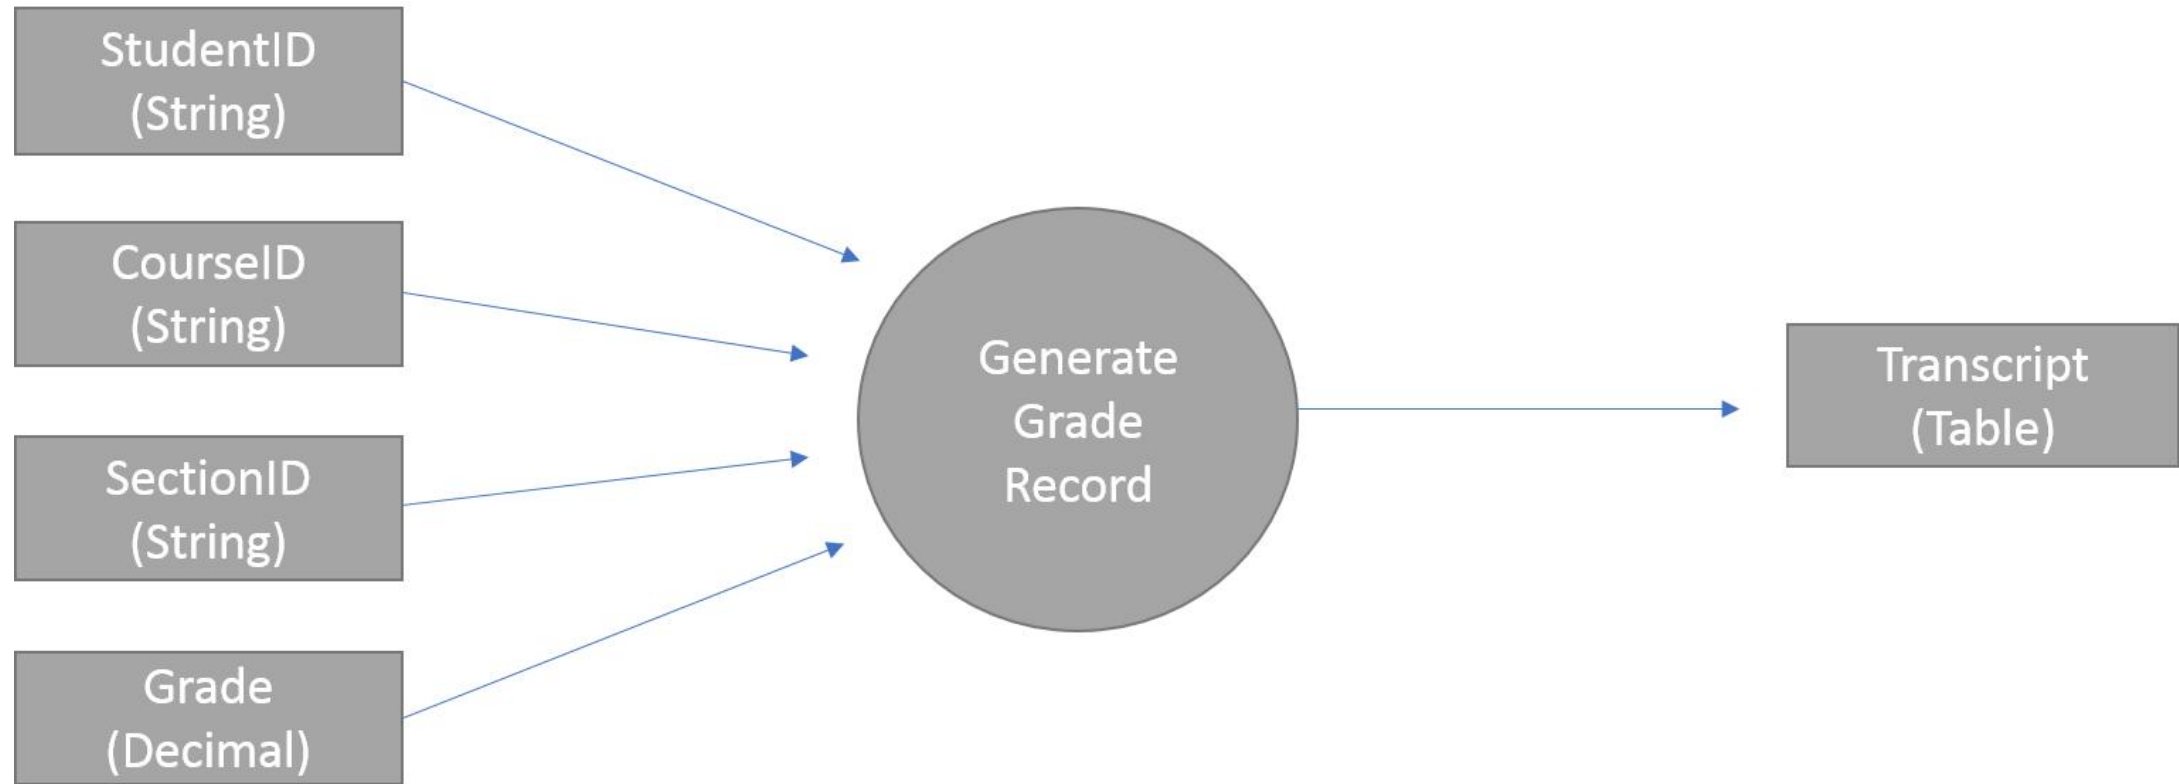 StudentID
(String)
CourseID
(String)
SectionID
(String)
Grade
(Decimal)
Generate
Grade
Record
Transcript
(Table)